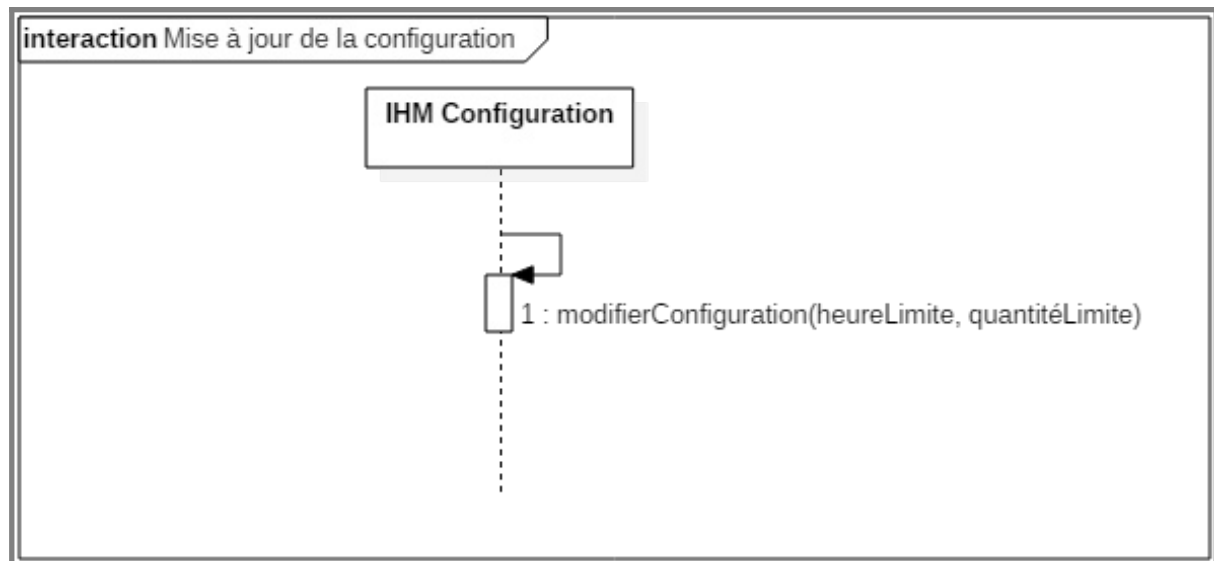 interaction Mise à jour de la configuration
IHM Configuration
1 : modifierConfiguration(heureLimite, quantitéLimite)